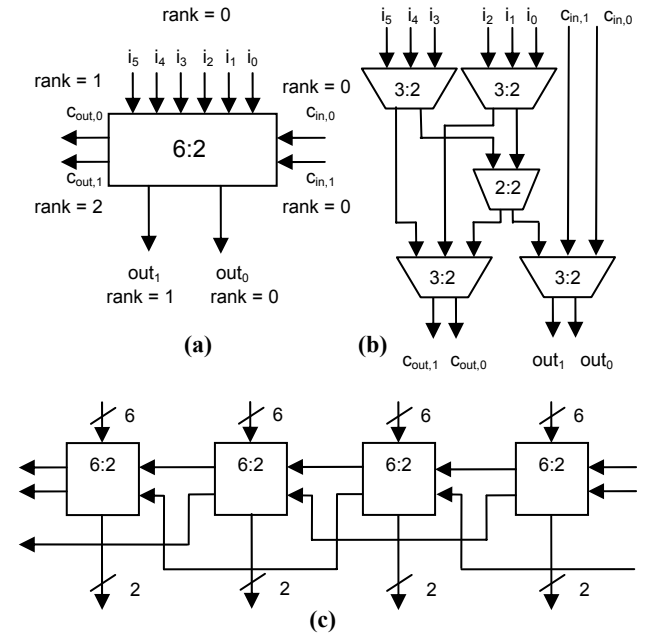 rank = 0
i5 i4 i3 i2 i1 i0
rank = 1
rank = 0
cout,0
cin,0
6:2
cout,1
cin,1
rank = 2
rank = 0
out1 out0
rank = 1 rank = 0
(a)
i5 i4 i3 i2 i1 i0 cin,1 cin,0
3:2 3:2
2:2
3:2 3:2
cout,1 cout,0 out1 out0
(b)
6 6 6 6
6:2 6:2 6:2 6:2
2 2 2 2
(c)